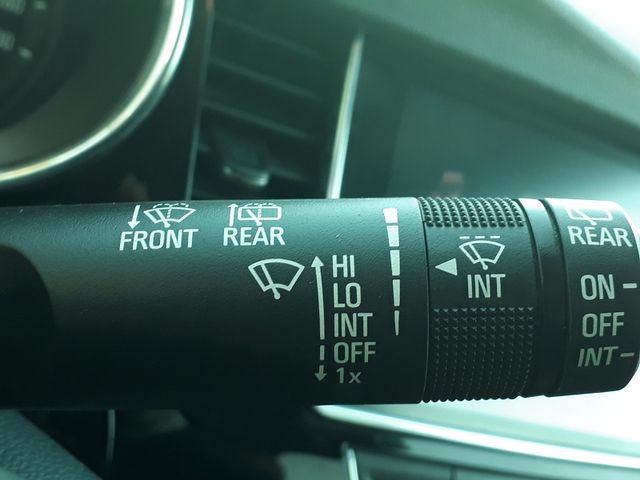 FRONT
REAR
HI
LO
INT
OFF
1x
INT
REAR
ON
OFF
INT